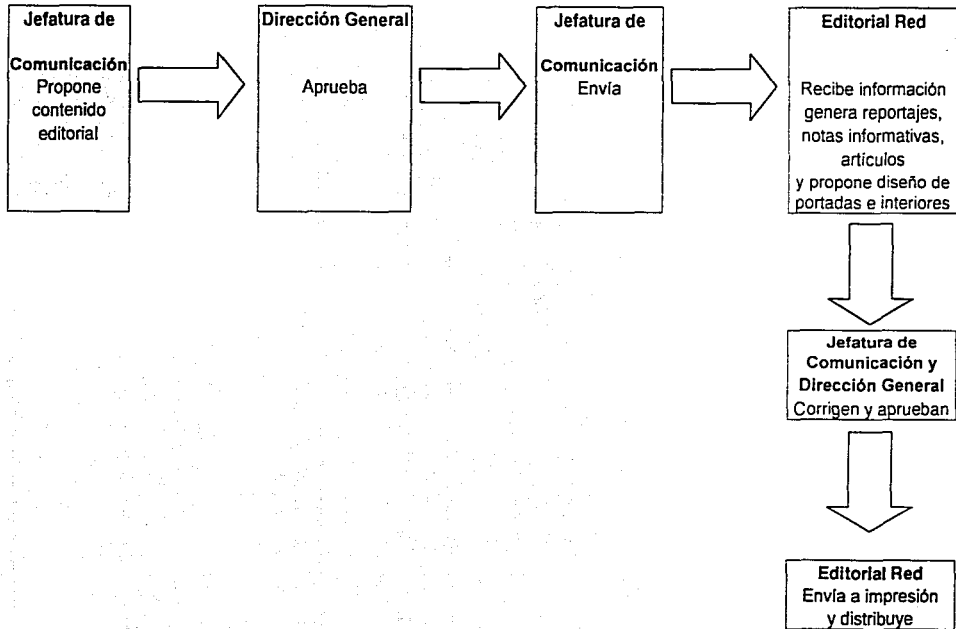 Jefatura de
Comunicación
Propone
contenido
editorial
Dirección General
Aprueba
Jefatura de
Comunicación
Envía
Editorial Red
Recibe información
genera reportajes,
notas informativas,
artículos
y propone diseño de
portadas e interiores
Jefatura de
Comunicación y
Dirección General
Corrigen y aprueban
Editorial Red
Envía a impresión
y distribuye